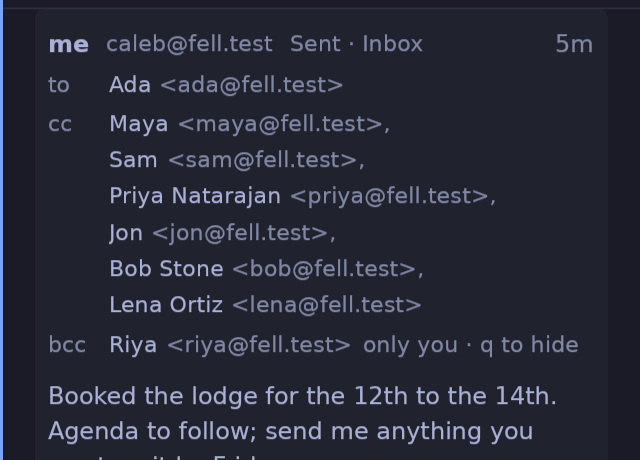 me caleb@fell.test Sent · Inbox 5m
to Ada <ada@fell.test>
cc Maya <maya@fell.test>,
Sam <sam@fell.test>,
Priya Natarajan <priya@fell.test>,
Jon <jon@fell.test>,
Bob Stone <bob@fell.test>,
Lena Ortiz <lena@fell.test>
bcc Riya <riya@fell.test> only you · q to hide
Booked the lodge for the 12th to the 14th.
Agenda to follow; send me anything you